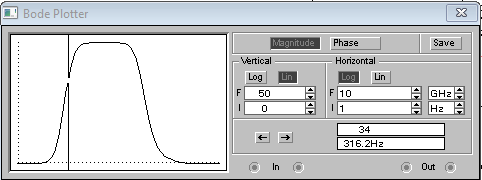 Bode Plotter
Magnitude Phase Save
Vertical Horizontal
Log Lin Log Lin
F 50 F 10 GHz
I 0 I 1 Hz
34
316.2Hz
In Out